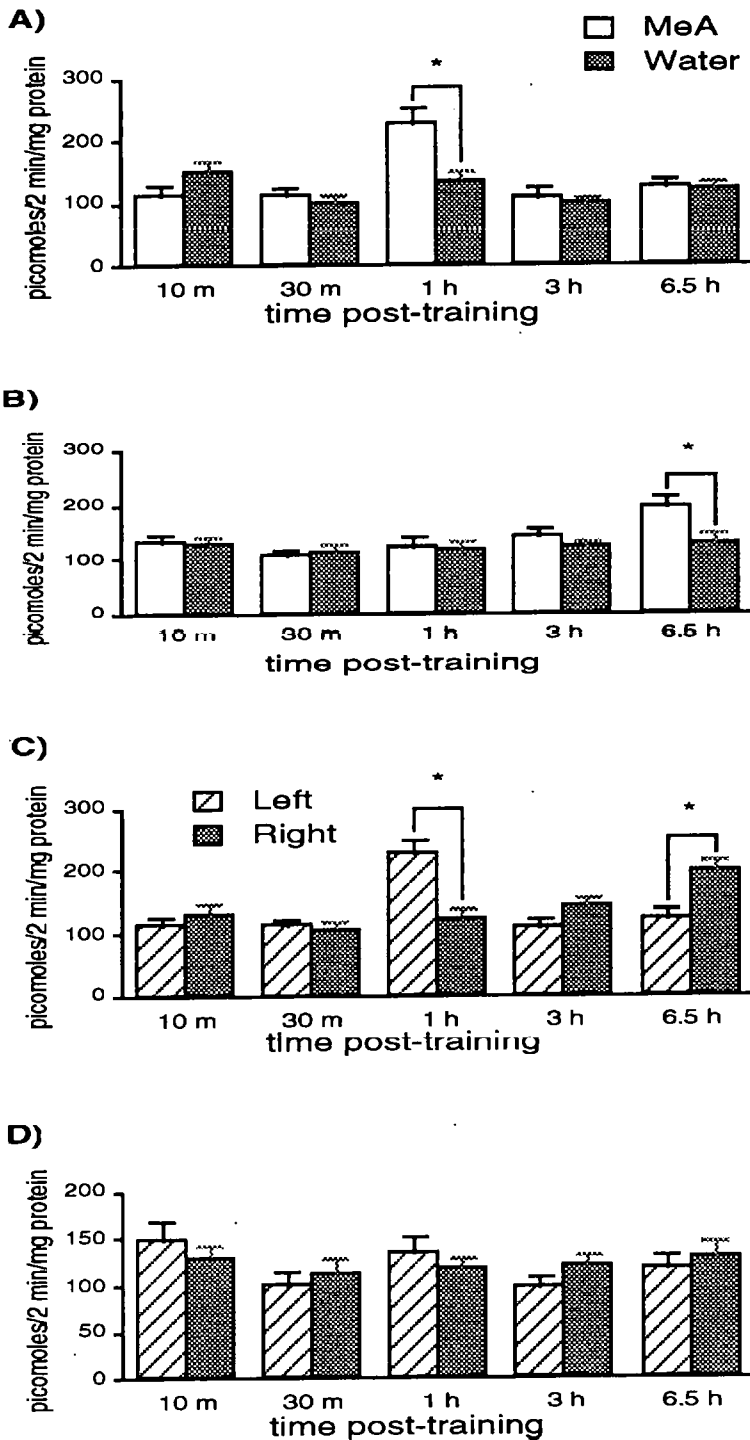 A)
MeA
Water
*
picomoles/2 min/mg protein
300
200
100
0
10 m 30 m 1 h 3 h 6.5 h
time post-training
B)
*
picomoles/2 min/mg protein
300
200
100
0
10 m 30 m 1 h 3 h 6.5 h
time post-training
C)
Left
Right
*
*
picomoles/2 min/mg protein
300
200
100
0
10 m 30 m 1 h 3 h 6.5 h
time post-training
D)
picomoles/2 min/mg protein
200
150
100
50
0
10 m 30 m 1 h 3 h 6.5 h
time post-training